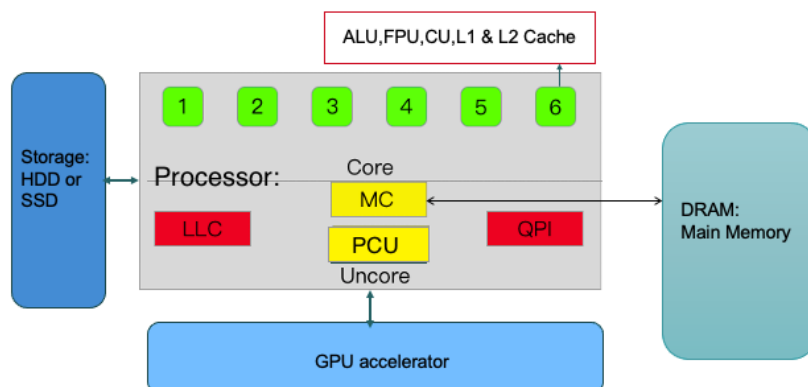 ALU,FPU,CU,L1 & L2 Cache
1 2 3 4 5 6
Storage:
HDD or
SSD
Processor:
Core
MC
LLC
PCU
QPI
Uncore
DRAM:
Main Memory
GPU accelerator